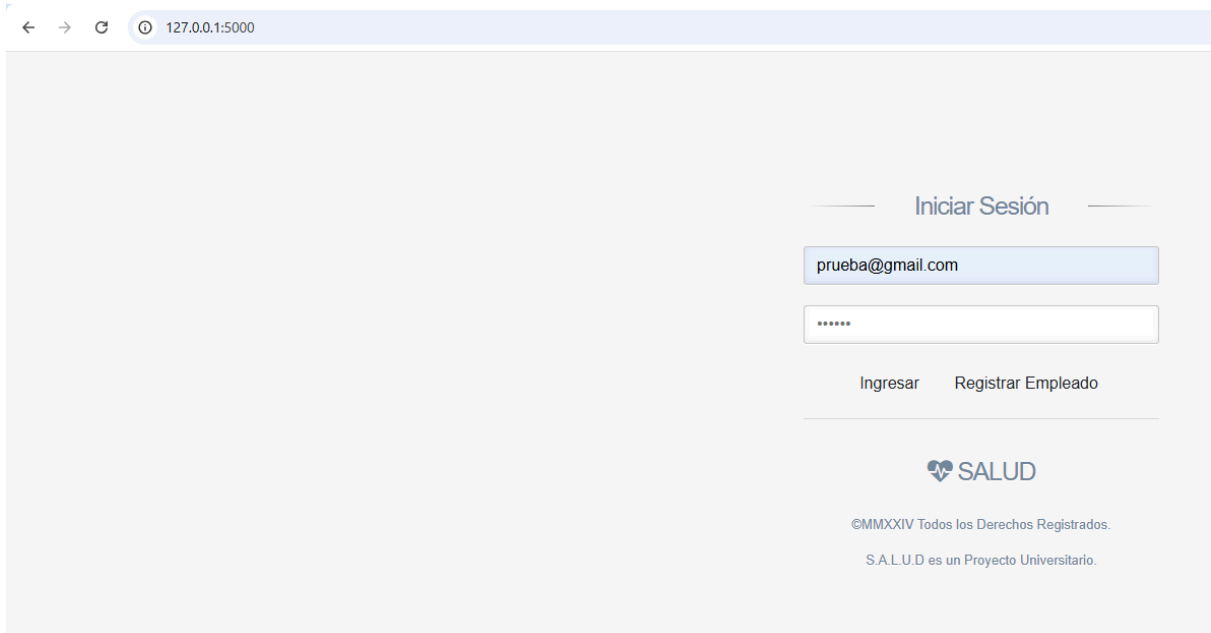 127.0.0.1:5000
Iniciar Sesión
prueba@gmail.com
••••••
Ingresar Registrar Empleado
SALUD
©MMXXIV Todos los Derechos Registrados.
S.A.L.U.D es un Proyecto Universitario.